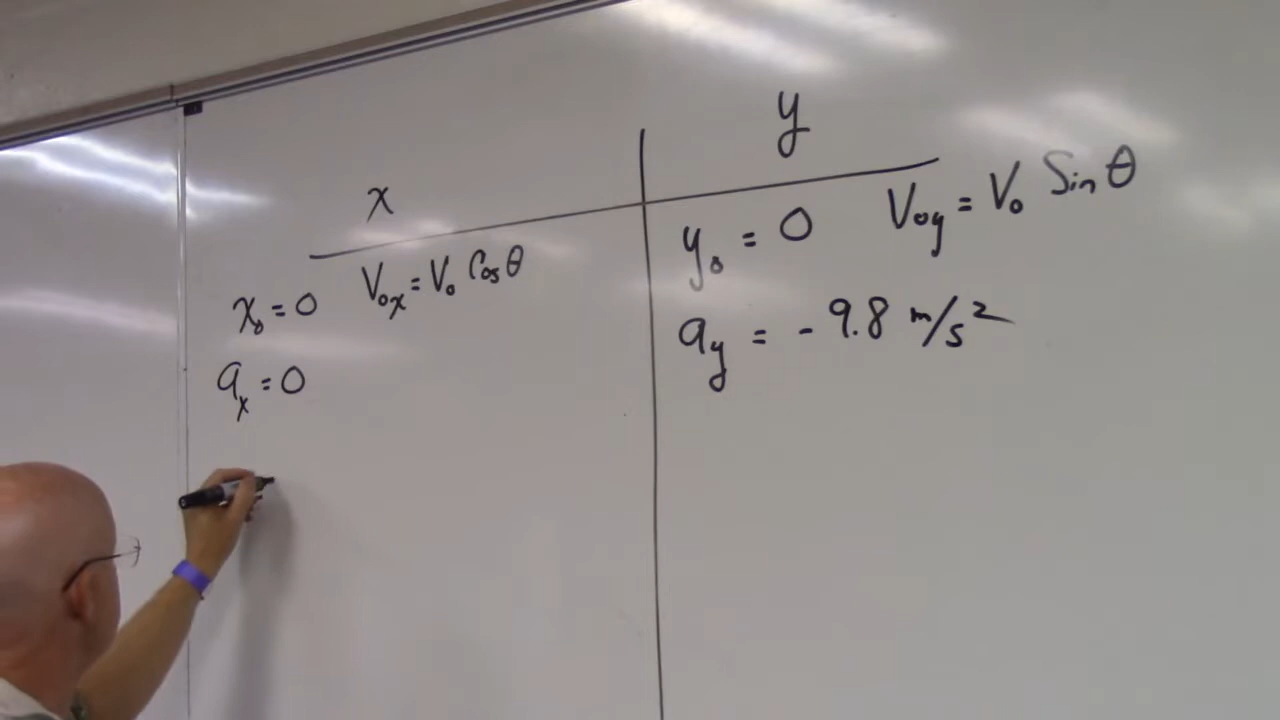 x
x₀ = 0 V₀ₓ = V₀ Cos θ
aₓ = 0
y
y₀ = 0 V₀y = V₀ Sin θ
ay = - 9.8 m/s²